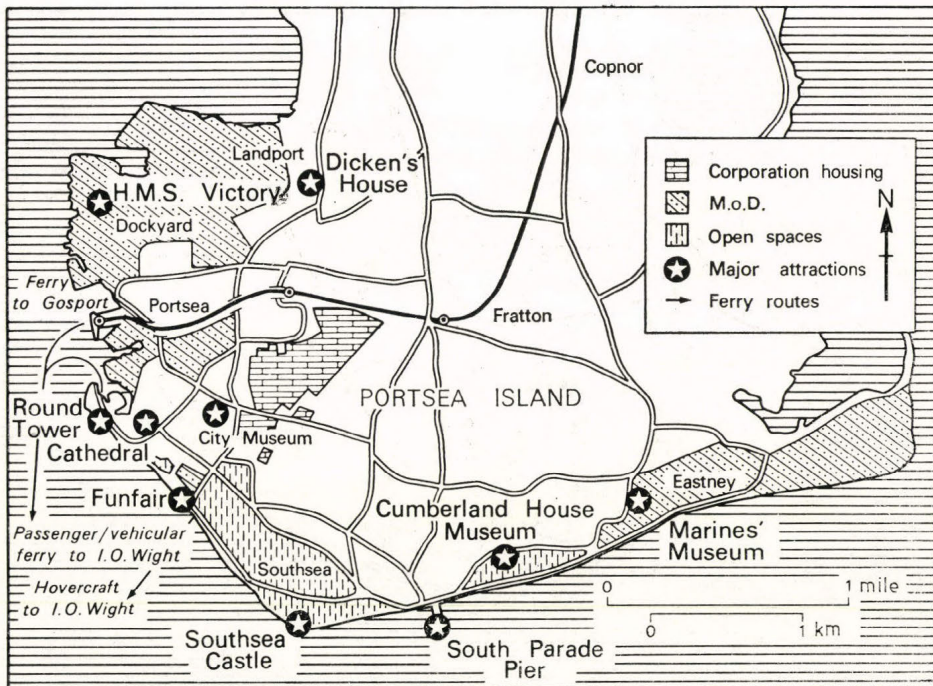 Copnor
Landport
Dicken's
House
H.M.S. Victory
Dockyard
Corporation housing
M.o.D.
Open spaces
Major attractions
Ferry routes
N
Ferry
to Gosport
Portsea
Fratton
PORTSEA ISLAND
Round
Tower
Cathedral
City Museum
Funfair
Eastney
Cumberland House
Museum
Marines'
Museum
Passenger/vehicular
ferry to I.O.Wight
Southsea
Hovercraft
to I.O.Wight
0 1 mile
0 1 km
Southsea
Castle
South Parade
Pier